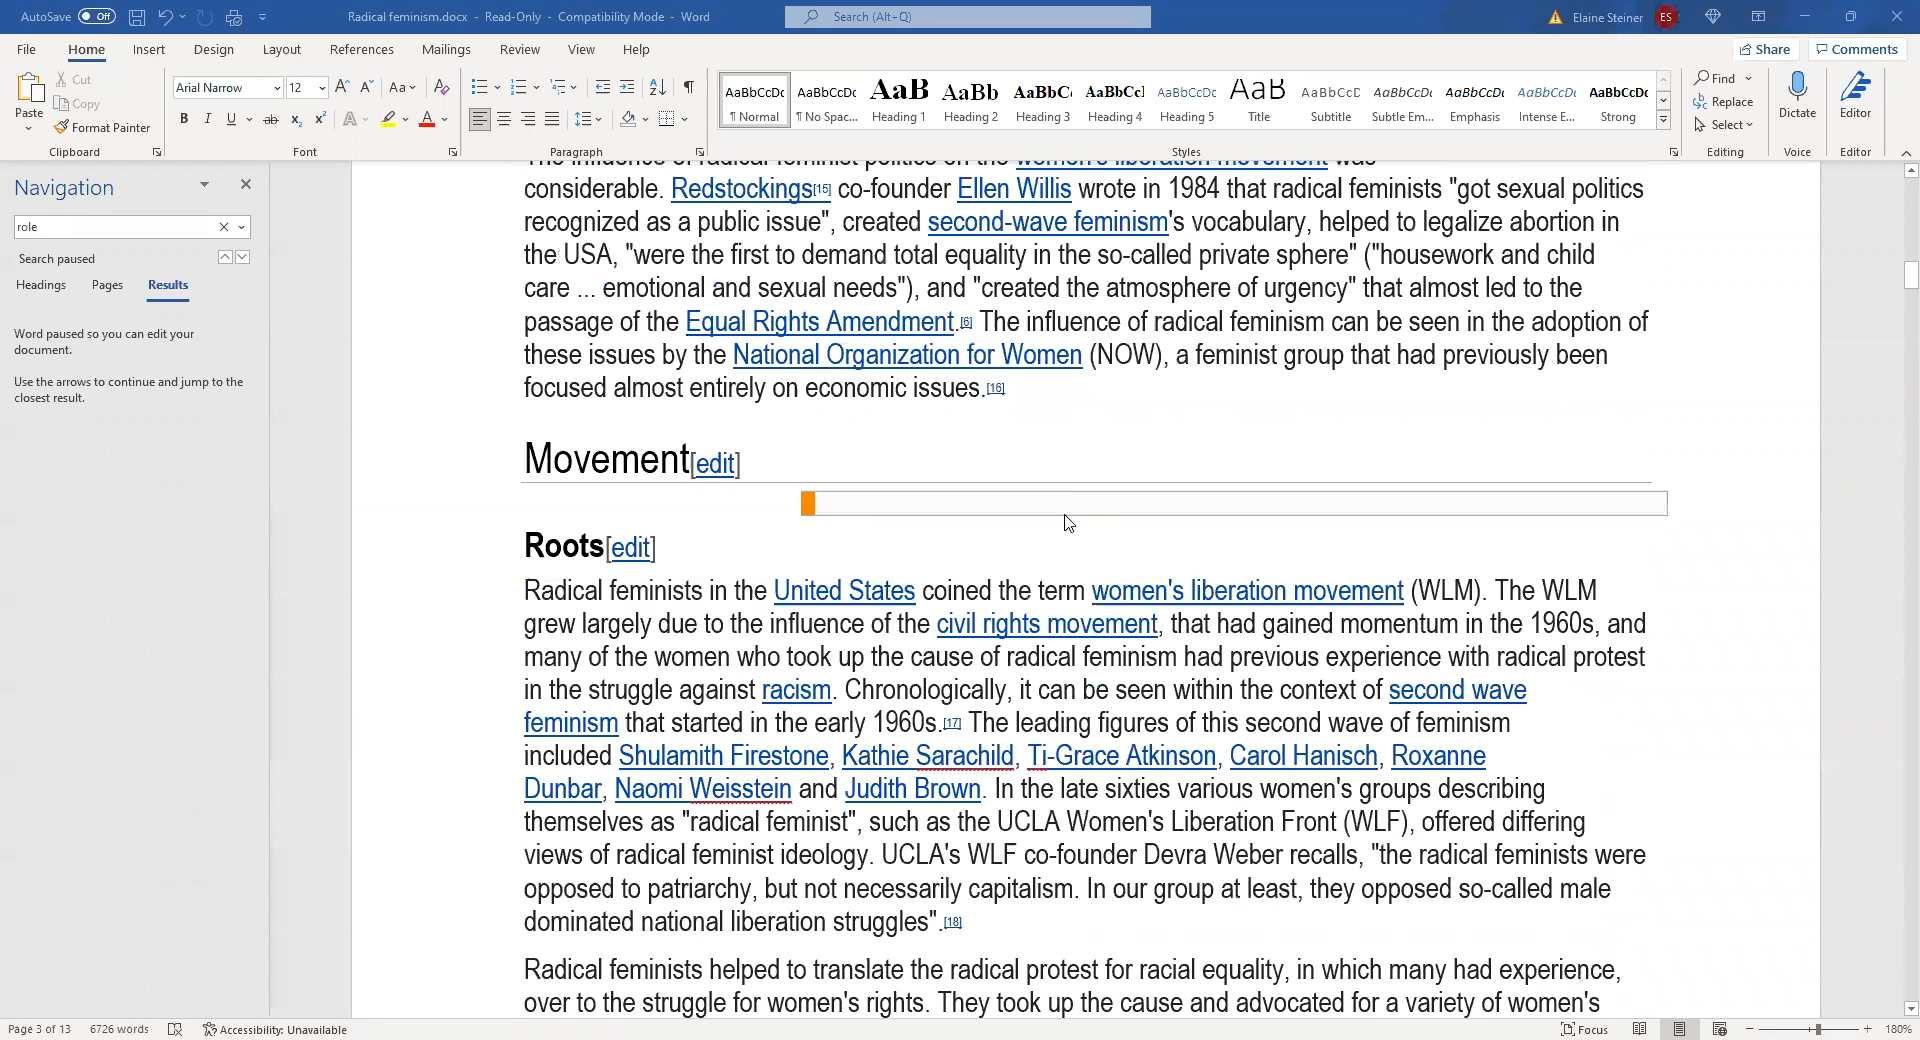 AutoSave Off Radical feminism.docx - Read-Only - Compatibility Mode - Word Search (Alt+Q) Elaine Steiner ES
File Home Insert Design Layout References Mailings Review View Help Share Comments
Paste
Cut
Copy
Format Painter
Clipboard
Arial Narrow 12
Font
Paragraph
AaBbCcDc AaBbCcDc AaB AaBb AaBbC AaBbCcI AaBbCcDc AaB AaBbCcD AaBbCcDc AaBbCcDc AaBbCcDc AaBbCcDc
¶ Normal ¶ No Spac... Heading 1 Heading 2 Heading 3 Heading 4 Heading 5 Title Subtitle Subtle Em... Emphasis Intense E... Strong
Styles
Find
Replace
Select
Editing
Dictate
Voice
Editor
Editor
Navigation
role
Search paused
Headings Pages Results
Word paused so you can edit your
document.
Use the arrows to continue and jump to the
closest result.
The influence of radical feminist politics on the women's liberation movement was
considerable. Redstockings[15] co-founder Ellen Willis wrote in 1984 that radical feminists "got sexual politics
recognized as a public issue", created second-wave feminism's vocabulary, helped to legalize abortion in
the USA, "were the first to demand total equality in the so-called private sphere" ("housework and child
care ... emotional and sexual needs"), and "created the atmosphere of urgency" that almost led to the
passage of the Equal Rights Amendment.[6] The influence of radical feminism can be seen in the adoption of
these issues by the National Organization for Women (NOW), a feminist group that had previously been
focused almost entirely on economic issues.[16]
Movement[edit]
Roots[edit]
Radical feminists in the United States coined the term women's liberation movement (WLM). The WLM
grew largely due to the influence of the civil rights movement, that had gained momentum in the 1960s, and
many of the women who took up the cause of radical feminism had previous experience with radical protest
in the struggle against racism. Chronologically, it can be seen within the context of second wave
feminism that started in the early 1960s.[17] The leading figures of this second wave of feminism
included Shulamith Firestone, Kathie Sarachild, Ti-Grace Atkinson, Carol Hanisch, Roxanne
Dunbar, Naomi Weisstein and Judith Brown. In the late sixties various women's groups describing
themselves as "radical feminist", such as the UCLA Women's Liberation Front (WLF), offered differing
views of radical feminist ideology. UCLA's WLF co-founder Devra Weber recalls, "the radical feminists were
opposed to patriarchy, but not necessarily capitalism. In our group at least, they opposed so-called male
dominated national liberation struggles".[18]
Radical feminists helped to translate the radical protest for racial equality, in which many had experience,
over to the struggle for women's rights. They took up the cause and advocated for a variety of women's
Page 3 of 13 6726 words Accessibility: Unavailable Focus 180%